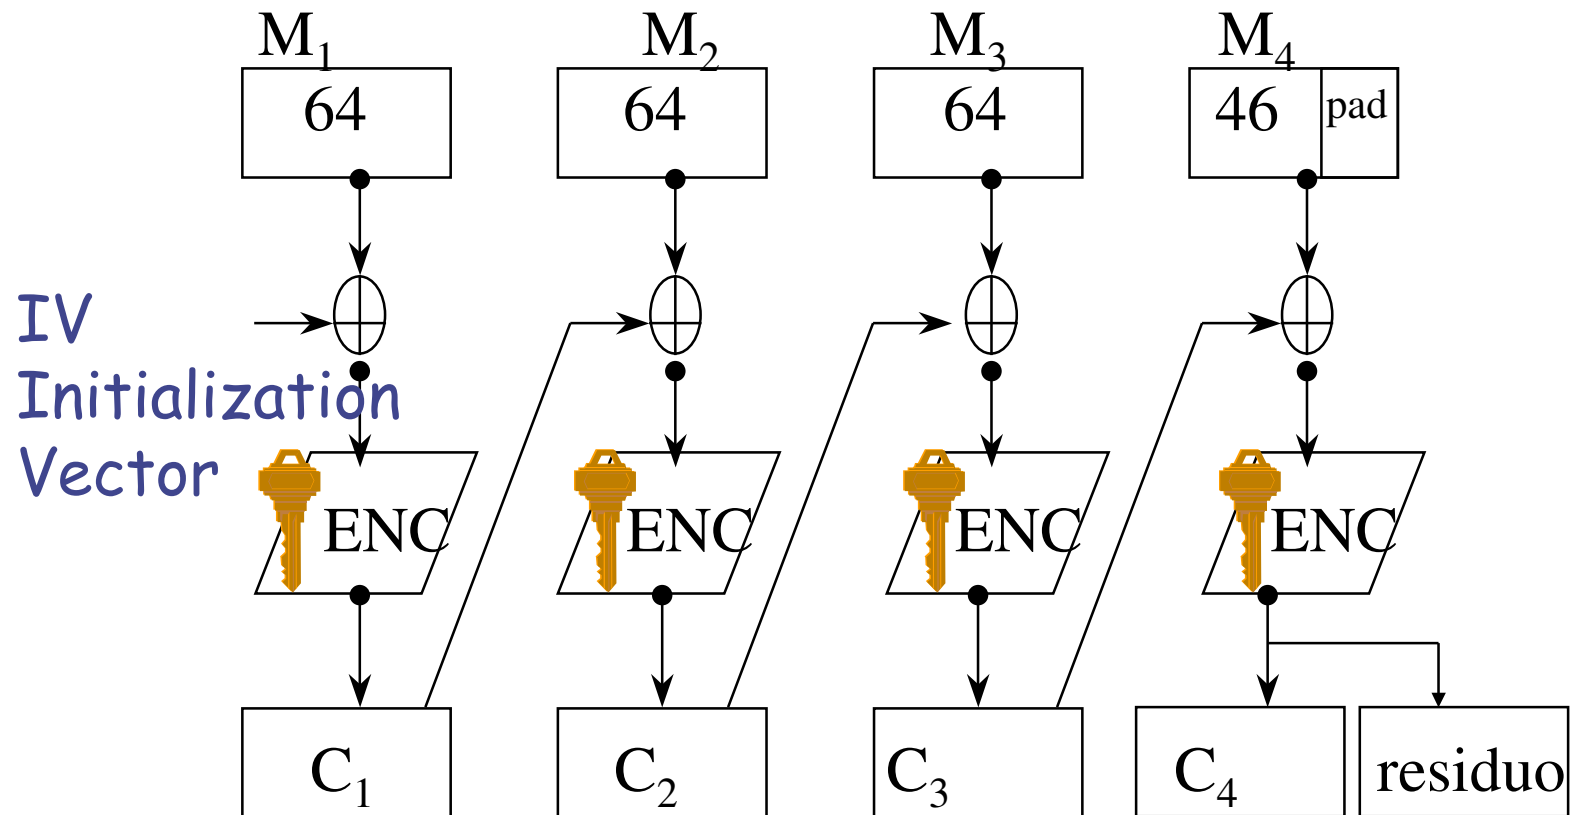 M1 M2 M3 M4
64 64 64 46 pad
IV
Initialization
Vector
ENC ENC ENC ENC
C1 C2 C3 C4 residuo